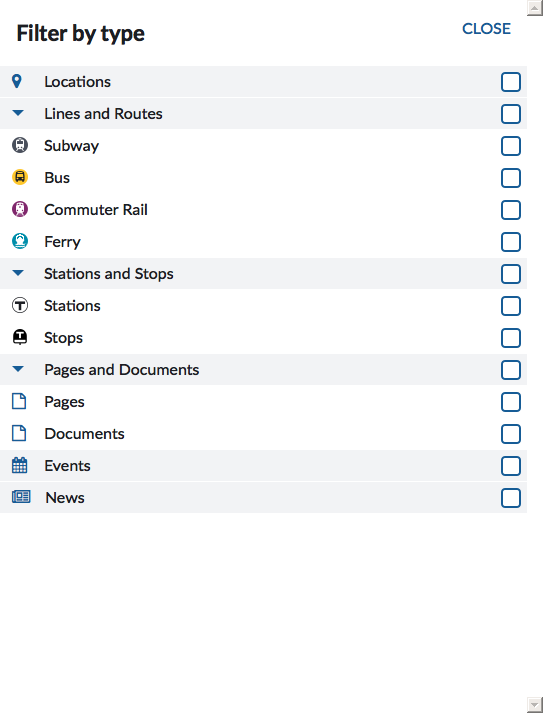 Filter by type
CLOSE
Locations
Lines and Routes
Subway
Bus
Commuter Rail
Ferry
Stations and Stops
Stations
Stops
Pages and Documents
Pages
Documents
Events
News